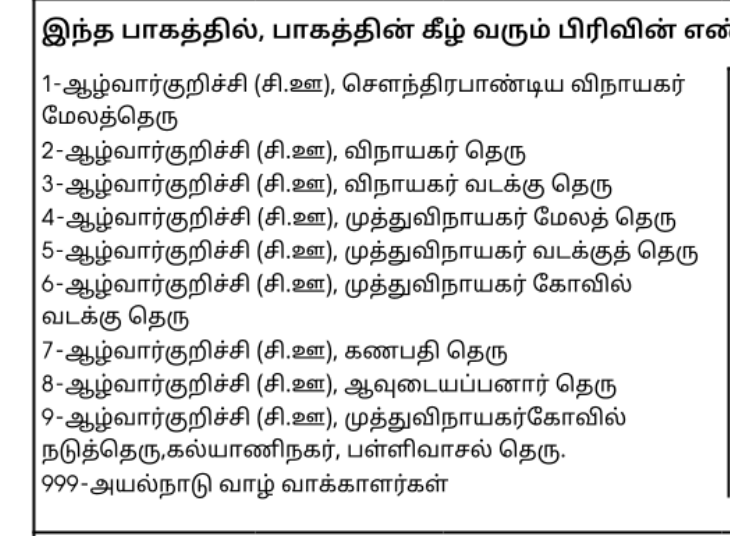 இந்த பாகத்தில், பாகத்தின் கீழ் வரும் பிரிவின்
1-ஆழ்வார்குறிச்சி (சி.ஊ), சௌந்திரபாண்டிய விநாயகர்
மேலத்தெரு
2-ஆழ்வார்குறிச்சி (சி.ஊ), விநாயகர் தெரு
3-ஆழ்வார்குறிச்சி (சி.ஊ), விநாயகர் வடக்கு தெரு
4-ஆழ்வார்குறிச்சி (சி.ஊ), முத்துவிநாயகர் மேலத் தெரு
5-ஆழ்வார்குறிச்சி (சி.ஊ), முத்துவிநாயகர் வடக்குத் தெரு
6-ஆழ்வார்குறிச்சி (சி.ஊ), முத்துவிநாயகர் கோவில்
வடக்கு தெரு
7-ஆழ்வார்குறிச்சி (சி.ஊ), கணபதி தெரு
8-ஆழ்வார்குறிச்சி (சி.ஊ), ஆவுடையப்பனார் தெரு
9-ஆழ்வார்குறிச்சி (சி.ஊ), முத்துவிநாயகர்கோவில்
நடுத்தெரு,கல்யாணிநகர், பள்ளிவாசல் தெரு.
999-அயல்நாடு வாழ் வாக்காளர்கள்